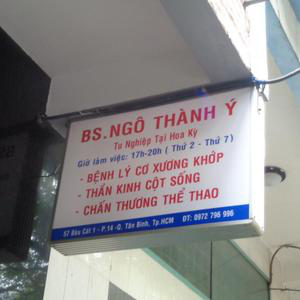 BS.NGÔ THÀNH Ý
Tu Nghiệp Tại Hoa Kỳ
Giờ làm việc: 17h-20h ( Thứ 2 - Thứ 7)
- BỆNH LÝ CƠ XƯƠNG KHỚP
- THẦN KINH CỘT SỐNG
- CHẤN THƯƠNG THỂ THAO
57 Bàu Cát 1 - P.14 -Q. Tân Bình, Tp.HCM ĐT: 0972 796 996